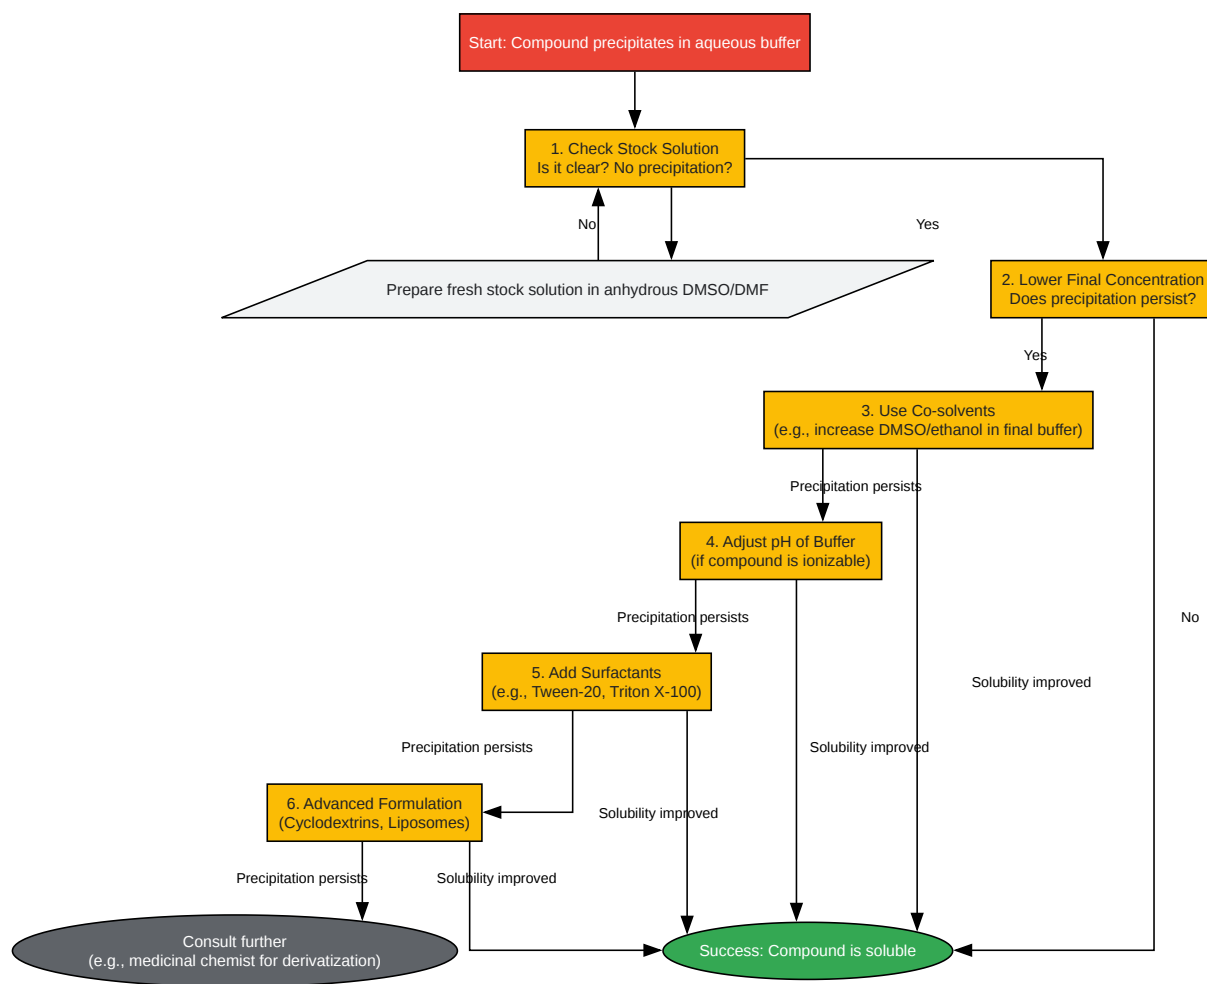 Start: Compound precipitates in aqueous buffer
1. Check Stock Solution
Is it clear? No precipitation?
No
Yes
Prepare fresh stock solution in anhydrous DMSO/DMF
2. Lower Final Concentration
Does precipitation persist?
Yes
3. Use Co-solvents
(e.g., increase DMSO/ethanol in final buffer)
Precipitation persists
4. Adjust pH of Buffer
(if compound is ionizable)
Precipitation persists
No
5. Add Surfactants
(e.g., Tween-20, Triton X-100)
Solubility improved
Precipitation persists
Solubility improved
6. Advanced Formulation
(Cyclodextrins, Liposomes)
Solubility improved
Precipitation persists
Solubility improved
Consult further
(e.g., medicinal chemist for derivatization)
Success: Compound is soluble